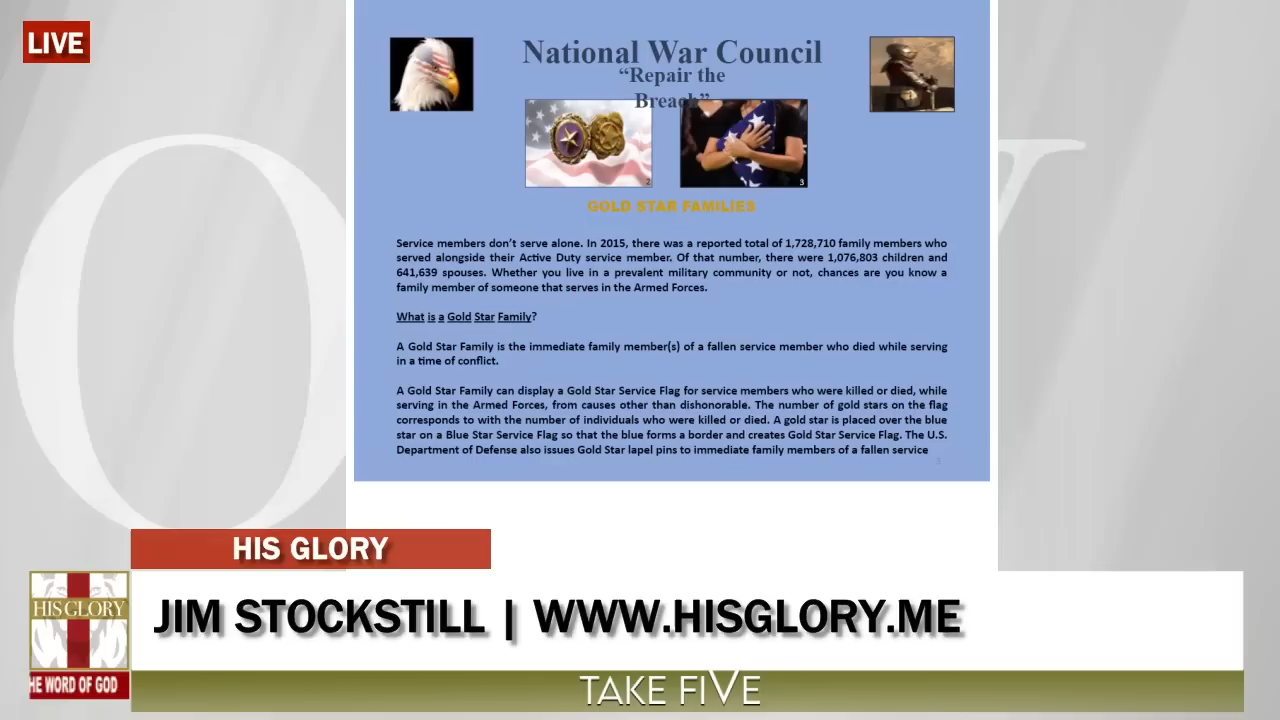 LIVE
National War Council
“Repair the
Breach”
2
3
GOLD STAR FAMILIES
Service members don’t serve alone. In 2015, there was a reported total of 1,728,710 family members who
served alongside their Active Duty service member. Of that number, there were 1,076,803 children and
641,639 spouses. Whether you live in a prevalent military community or not, chances are you know a
family member of someone that serves in the Armed Forces.
What is a Gold Star Family?
A Gold Star Family is the immediate family member(s) of a fallen service member who died while serving
in a time of conflict.
A Gold Star Family can display a Gold Star Service Flag for service members who were killed or died, while
serving in the Armed Forces, from causes other than dishonorable. The number of gold stars on the flag
corresponds to with the number of individuals who were killed or died. A gold star is placed over the blue
star on a Blue Star Service Flag so that the blue forms a border and creates Gold Star Service Flag. The U.S.
Department of Defense also issues Gold Star lapel pins to immediate family members of a fallen service
HIS GLORY
JIM STOCKSTILL | WWW.HISGLORY.ME
HIS GLORY
HE WORD OF GOD
TAKE FIVE